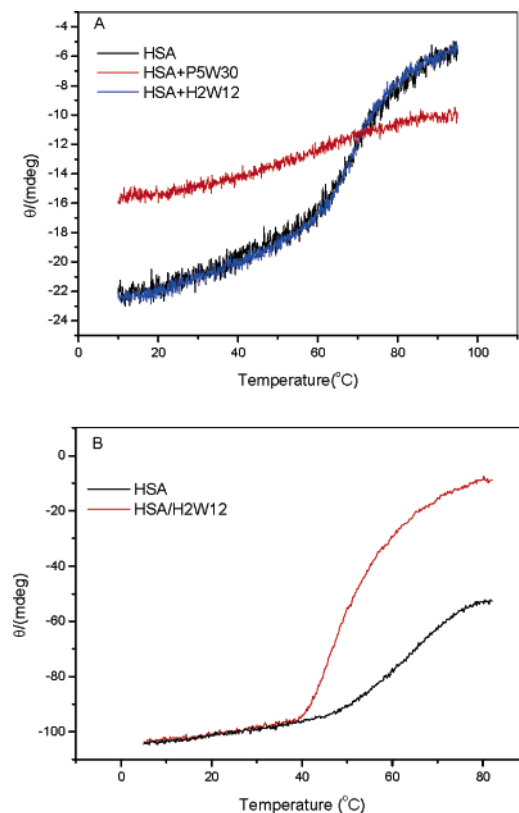 A
HSA
HSA+P5W30
HSA+H2W12
-4
-6
-8
-10
-12
-14
-16
-18
-20
-22
-24
θ/(mdeg)
0
20
40
60
80
100
Temperature(°C)
B
HSA
HSA/H2W12
0
-20
-40
-60
-80
-100
θ/(mdeg)
0
20
40
60
80
Temperature (°C)